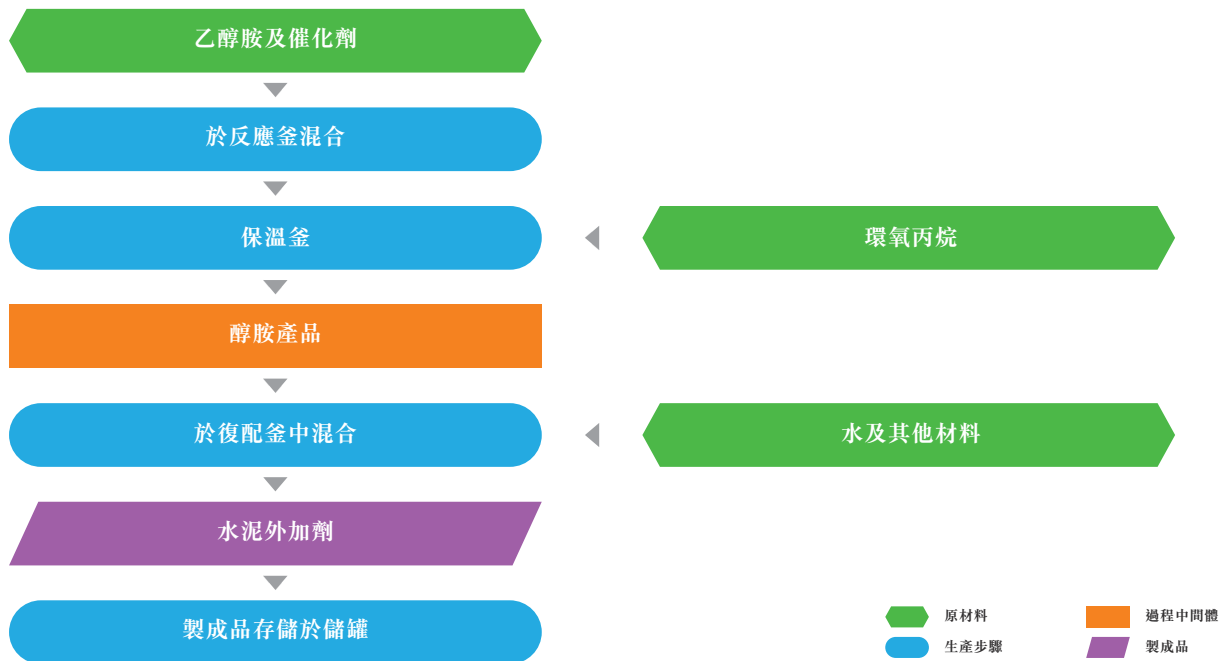 乙醇胺及催化劑
於反應釜混合
保溫釜
環氧丙烷
醇胺產品
於復配釜中混合
水及其他材料
水泥外加劑
製成品存儲於儲罐
原材料
過程中間體
生產步驟
製成品